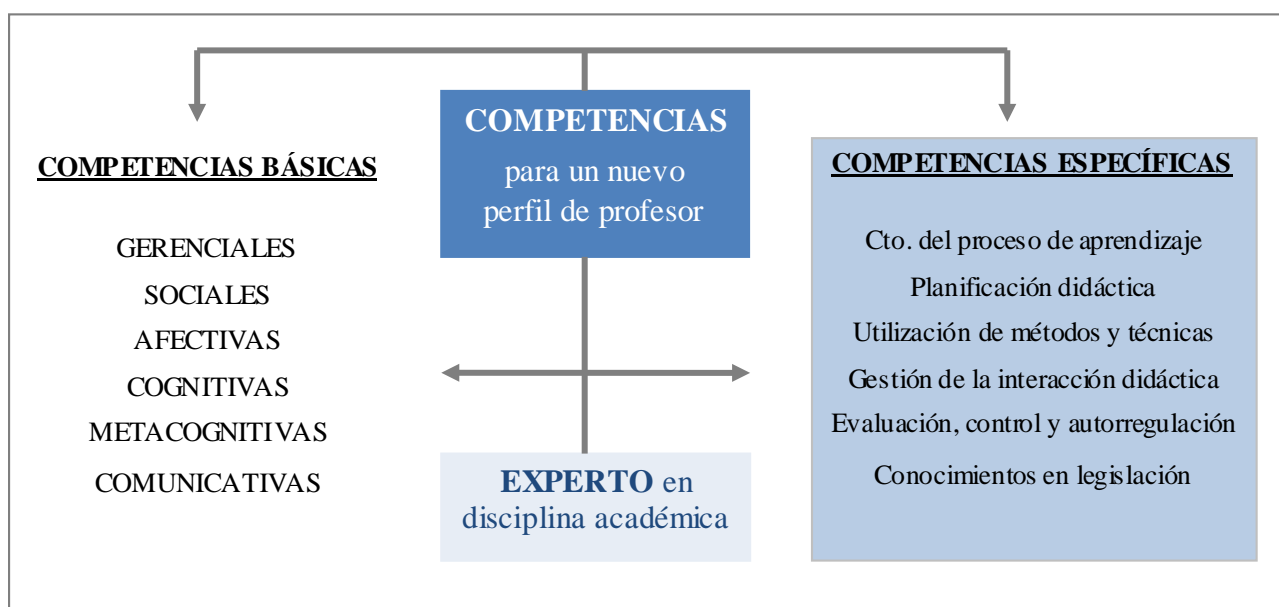 COMPETENCIAS
para un nuevo
perfil de profesor
COMPETENCIAS BÁSICAS
GERENCIALES
SOCIALES
AFECTIVAS
COGNITIVAS
METACOGNITIVAS
COMUNICATIVAS
COMPETENCIAS ESPECÍFICAS
Cto. del proceso de aprendizaje
Planificación didáctica
Utilización de métodos y técnicas
Gestión de la interacción didáctica
Evaluación, control y autorregulación
Conocimientos en legislación
EXPERTO en
disciplina académica